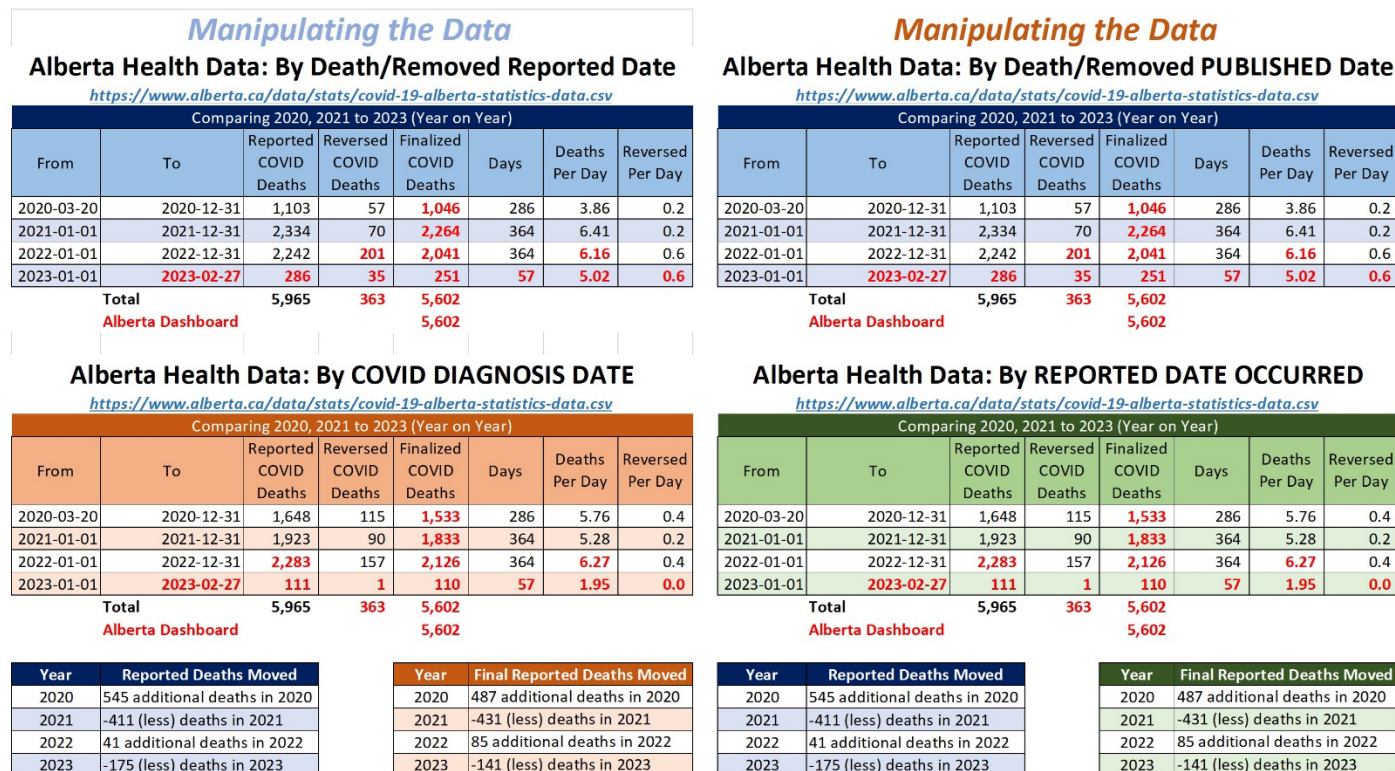 Manipulating the Data
Alberta Health Data: By Death/Removed Reported Date
https://www.alberta.ca/data/stats/covid-19-alberta-statistics-data.csv
Comparing 2020, 2021 to 2023 (Year on Year)
From To Reported COVID Deaths Reversed COVID Deaths Finalized COVID Deaths Days Deaths Per Day Reversed Per Day
2020-03-20 2020-12-31 1,103 57 1,046 286 3.86 0.2
2021-01-01 2021-12-31 2,334 70 2,264 364 6.41 0.2
2022-01-01 2022-12-31 2,242 201 2,041 364 6.16 0.6
2023-01-01 2023-02-27 286 35 251 57 5.02 0.6
Total 5,965 363 5,602
Alberta Dashboard 5,602
Manipulating the Data
Alberta Health Data: By Death/Removed PUBLISHED Date
https://www.alberta.ca/data/stats/covid-19-alberta-statistics-data.csv
Comparing 2020, 2021 to 2023 (Year on Year)
From To Reported COVID Deaths Reversed COVID Deaths Finalized COVID Deaths Days Deaths Per Day Reversed Per Day
2020-03-20 2020-12-31 1,103 57 1,046 286 3.86 0.2
2021-01-01 2021-12-31 2,334 70 2,264 364 6.41 0.2
2022-01-01 2022-12-31 2,242 201 2,041 364 6.16 0.6
2023-01-01 2023-02-27 286 35 251 57 5.02 0.6
Total 5,965 363 5,602
Alberta Dashboard 5,602
Alberta Health Data: By COVID DIAGNOSIS DATE
https://www.alberta.ca/data/stats/covid-19-alberta-statistics-data.csv
Comparing 2020, 2021 to 2023 (Year on Year)
From To Reported COVID Deaths Reversed COVID Deaths Finalized COVID Deaths Days Deaths Per Day Reversed Per Day
2020-03-20 2020-12-31 1,648 115 1,533 286 5.76 0.4
2021-01-01 2021-12-31 1,923 90 1,833 364 5.28 0.2
2022-01-01 2022-12-31 2,283 157 2,126 364 6.27 0.4
2023-01-01 2023-02-27 111 1 110 57 1.95 0.0
Total 5,965 363 5,602
Alberta Dashboard 5,602
Alberta Health Data: By REPORTED DATE OCCURRED
https://www.alberta.ca/data/stats/covid-19-alberta-statistics-data.csv
Comparing 2020, 2021 to 2023 (Year on Year)
From To Reported COVID Deaths Reversed COVID Deaths Finalized COVID Deaths Days Deaths Per Day Reversed Per Day
2020-03-20 2020-12-31 1,648 115 1,533 286 5.76 0.4
2021-01-01 2021-12-31 1,923 90 1,833 364 5.28 0.2
2022-01-01 2022-12-31 2,283 157 2,126 364 6.27 0.4
2023-01-01 2023-02-27 111 1 110 57 1.95 0.0
Total 5,965 363 5,602
Alberta Dashboard 5,602
Year Reported Deaths Moved
2020 545 additional deaths in 2020
2021 -411 (less) deaths in 2021
2022 41 additional deaths in 2022
2023 -175 (less) deaths in 2023
Year Final Reported Deaths Moved
2020 487 additional deaths in 2020
2021 -431 (less) deaths in 2021
2022 85 additional deaths in 2022
2023 -141 (less) deaths in 2023
Year Reported Deaths Moved
2020 545 additional deaths in 2020
2021 -411 (less) deaths in 2021
2022 41 additional deaths in 2022
2023 -175 (less) deaths in 2023
Year Final Reported Deaths Moved
2020 487 additional deaths in 2020
2021 -431 (less) deaths in 2021
2022 85 additional deaths in 2022
2023 -141 (less) deaths in 2023